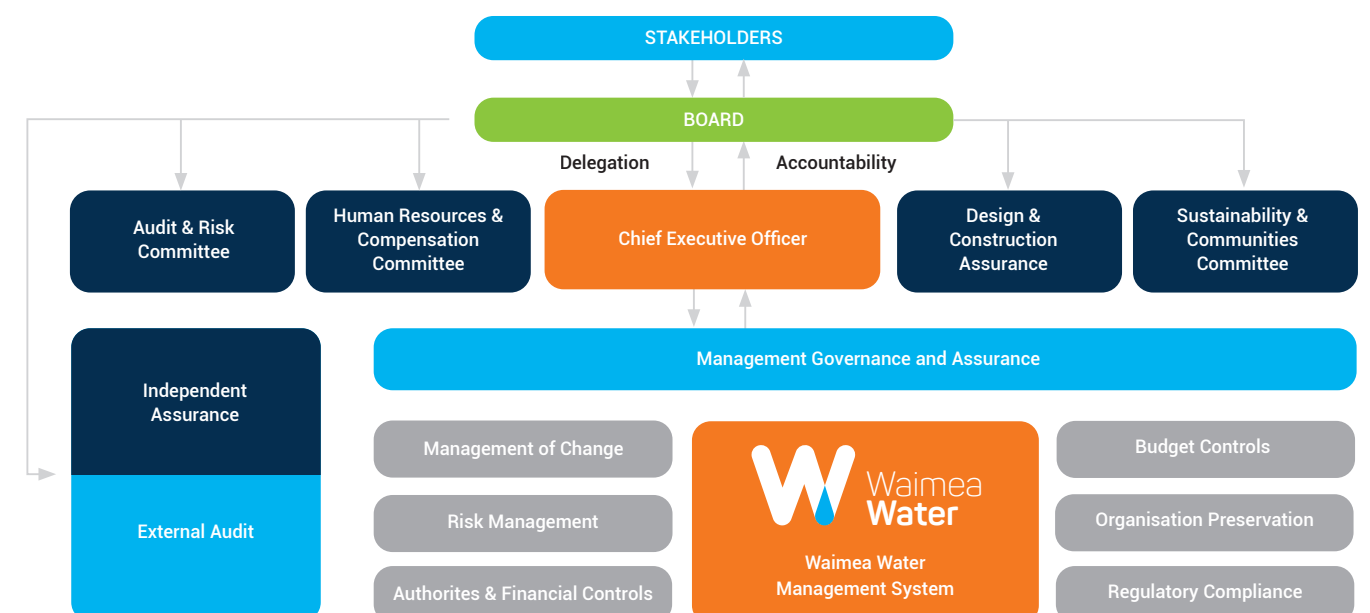 STAKEHOLDERS
BOARD
Delegation
Accountability
Audit & Risk
Committee
Human Resources &
Compensation
Committee
Chief Executive Officer
Design &
Construction
Assurance
Sustainability &
Communities
Committee
Independent
Assurance
External Audit
Management Governance and Assurance
Management of Change
Risk Management
Authorites & Financial Controls
Waimea
Water
Waimea Water
Management System
Budget Controls
Organisation Preservation
Regulatory Compliance